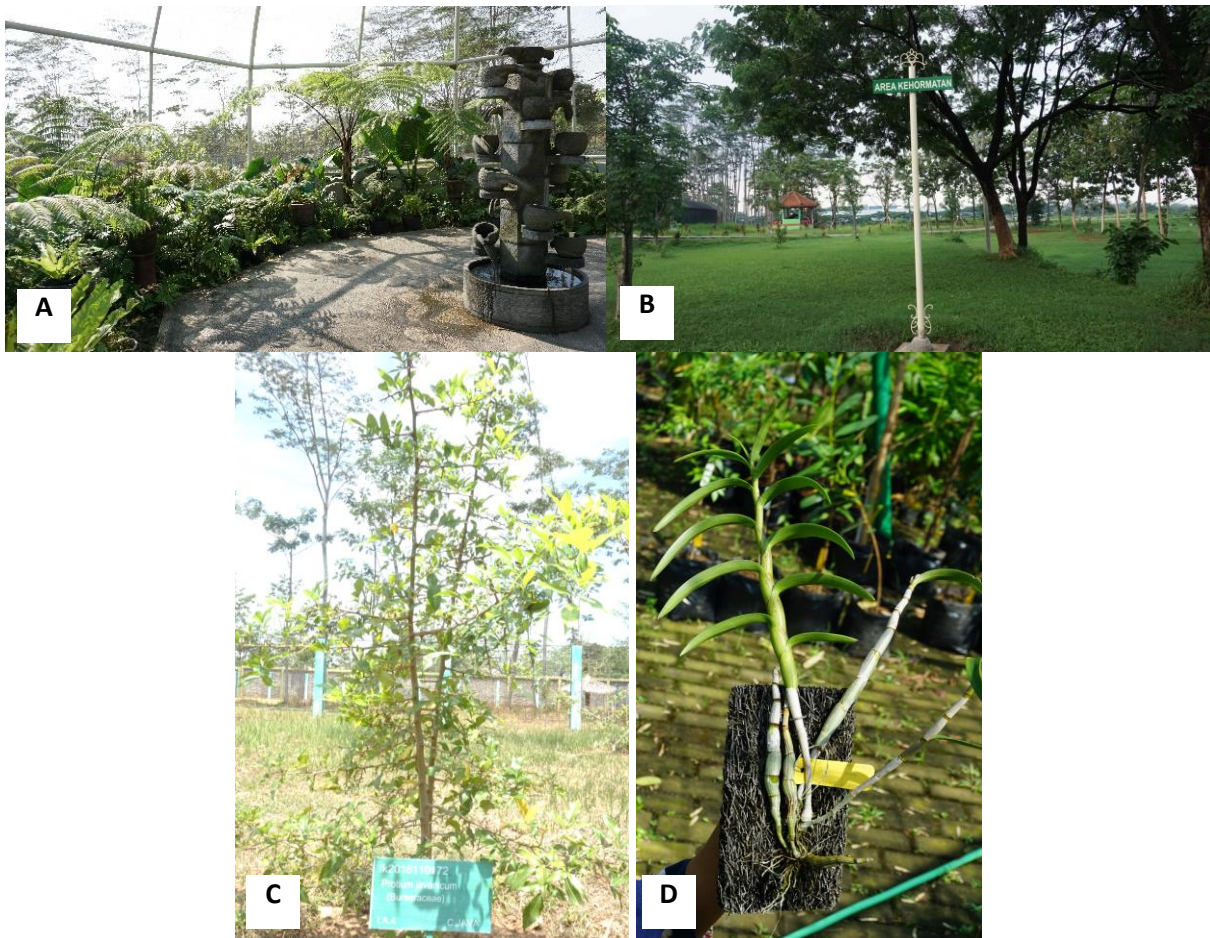 A
AREA KEHORMATAN
B
Protium javanicum
(Burseraceae)
C. JAVA
C
D